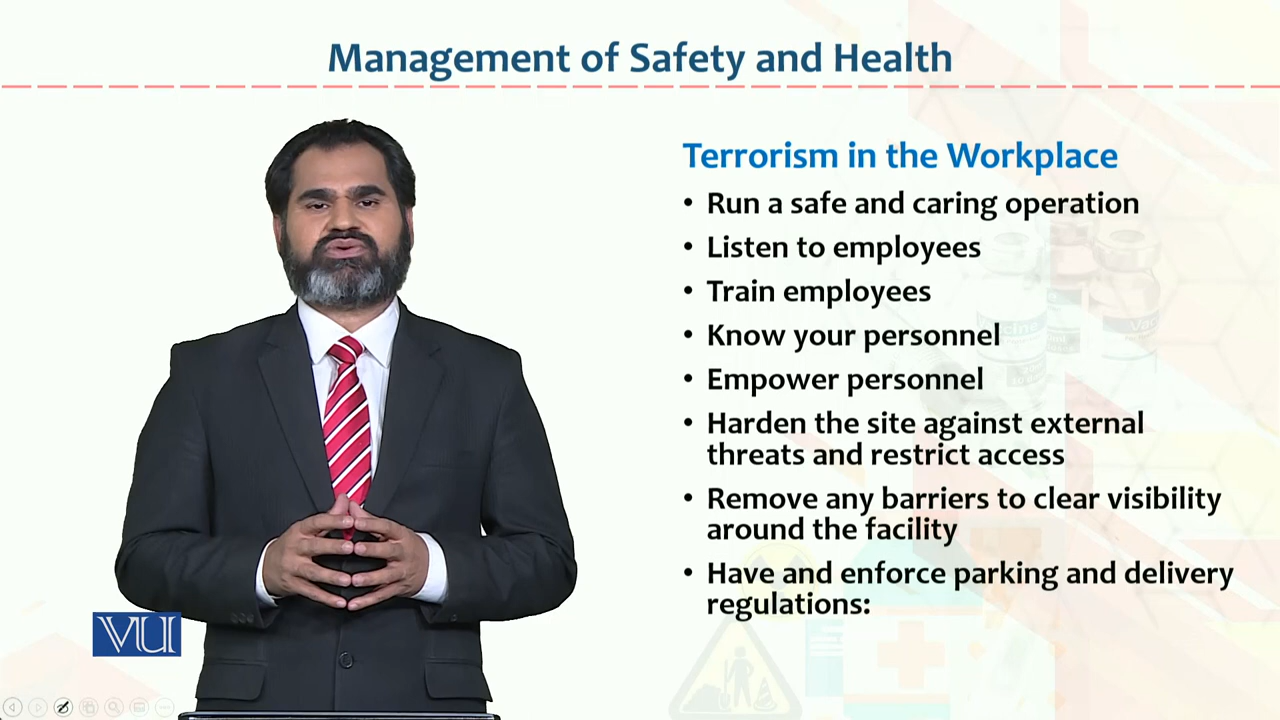 Management of Safety and Health
Terrorism in the Workplace
• Run a safe and caring operation
• Listen to employees
• Train employees
• Know your personnel
• Empower personnel
• Harden the site against external
threats and restrict access
• Remove any barriers to clear visibility
around the facility
• Have and enforce parking and delivery
regulations:
VU